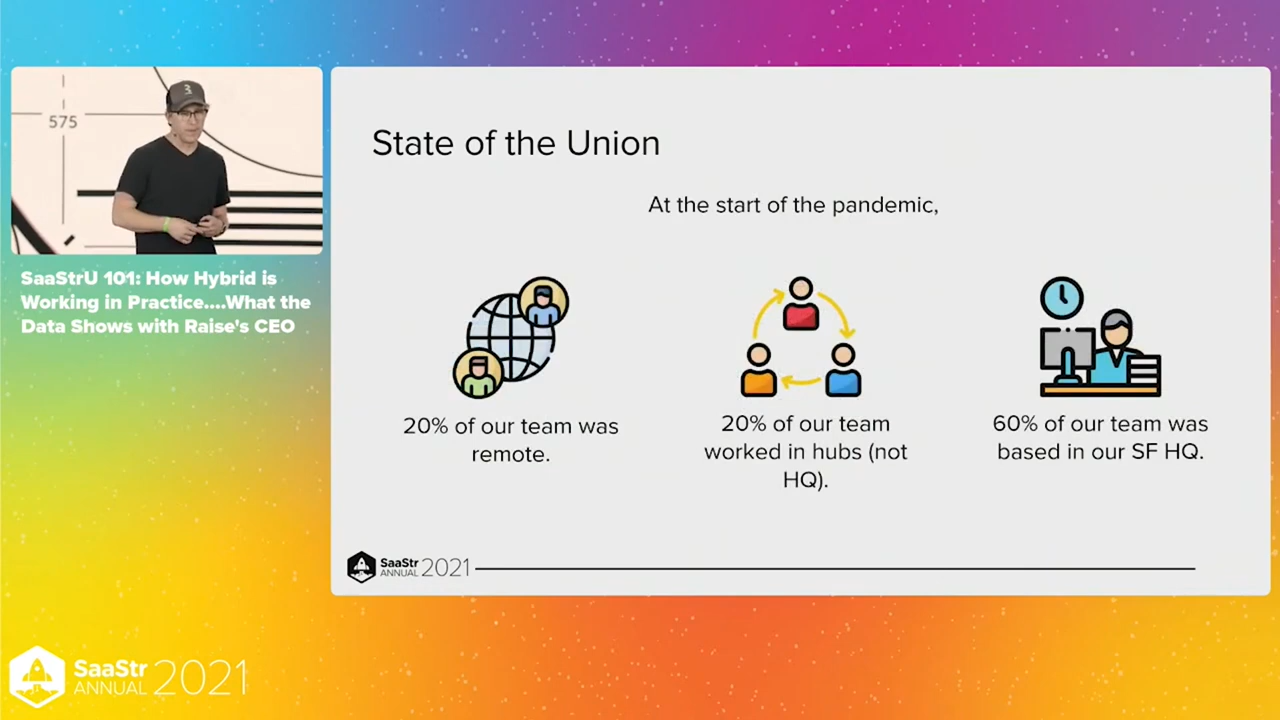 575
SaaStrU 101: How Hybrid is
Working in Practice....What the
Data Shows with Raise's CEO
State of the Union
At the start of the pandemic,
20% of our team was
remote.
20% of our team
worked in hubs (not
HQ).
60% of our team was
based in our SF HQ.
SaaStr
ANNUAL 2021
SaaStr
ANNUAL 2021